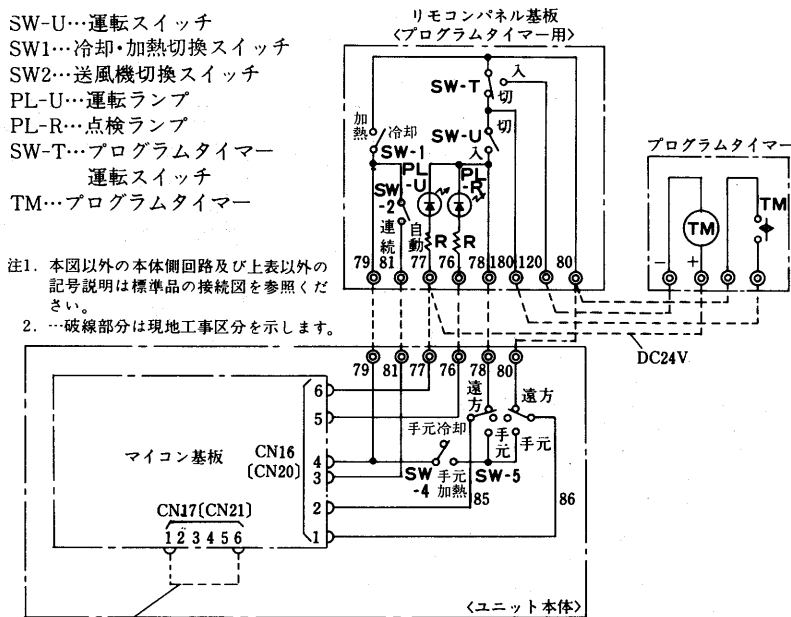 SW-U…運転スイッチ
SW1…冷却・加熱切換スイッチ
SW2…送風機切換スイッチ
PL-U…運転ランプ
PL-R…点検ランプ
SW-T…プログラムタイマー
運転スイッチ
TM…プログラムタイマー
注1. 本図以外の本体側回路及び上表以外の
記号説明は標準品の接続図を参照くだ
さい。
2. …破線部分は現地工事区分を示します。
リモコンパネル基板
〈プログラムタイマー用〉
SW-T
入
切
加熱
冷却
SW-1
SW-U
切
入
PL-U
PL-R
SW-2
連続
自動
R
R
79 81 77 76 78 180 120 80
プログラムタイマー
TM
TM
−
+
DC24V
79 81 77 76 78 80
遠方
遠方
手元
手元
手元冷却
SW-4
手元加熱
SW-5
85
86
マイコン基板
CN16
〔CN20〕
6
5
4
3
2
1
CN17〔CN21〕
1 2 3 4 5 6
〈ユニット本体〉